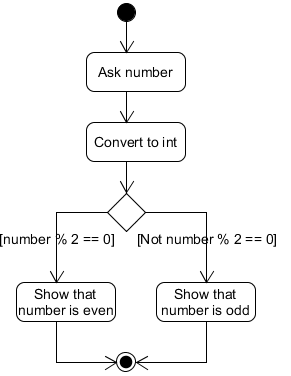 Ask number
Convert to int
[number % 2 == 0]
[Not number % 2 == 0]
Show that
number is even
Show that
number is odd